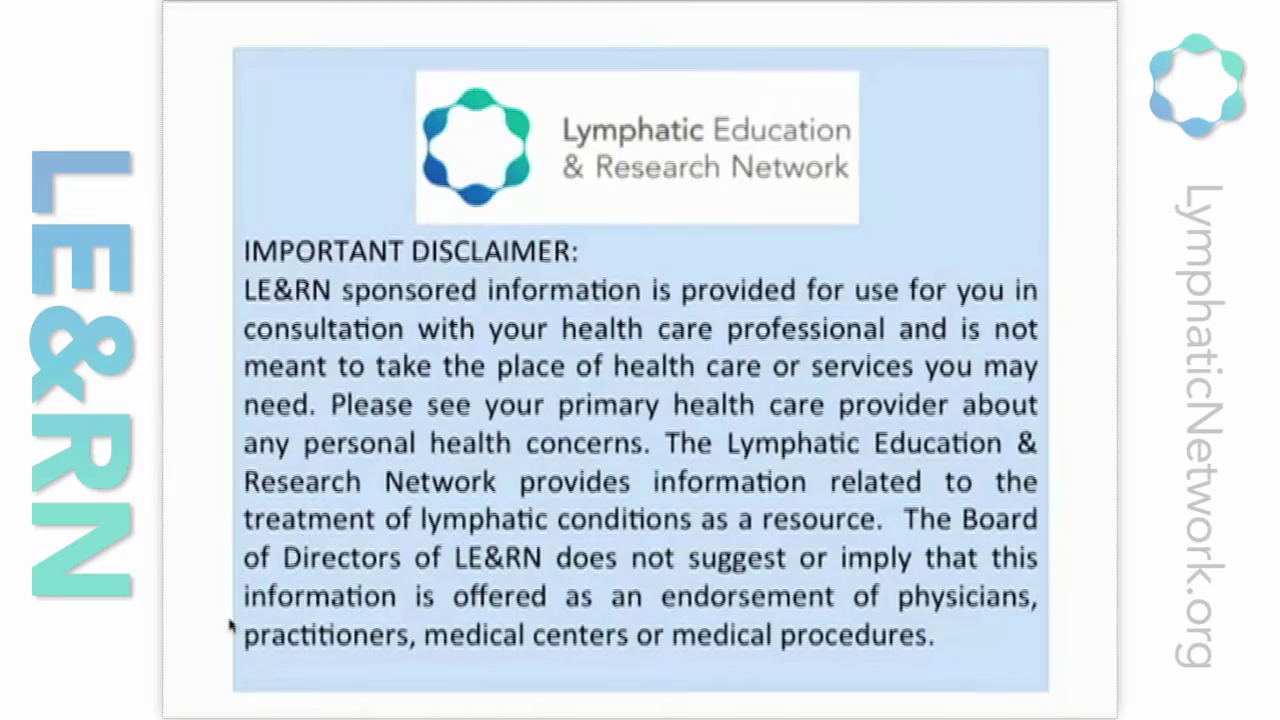 LE&RN
Lymphatic Education
& Research Network
IMPORTANT DISCLAIMER:
LE&RN sponsored information is provided for use for you in
consultation with your health care professional and is not
meant to take the place of health care or services you may
need. Please see your primary health care provider about
any personal health concerns. The Lymphatic Education &
Research Network provides information related to the
treatment of lymphatic conditions as a resource. The Board
of Directors of LE&RN does not suggest or imply that this
information is offered as an endorsement of physicians,
practitioners, medical centers or medical procedures.
LymphaticNetwork.org